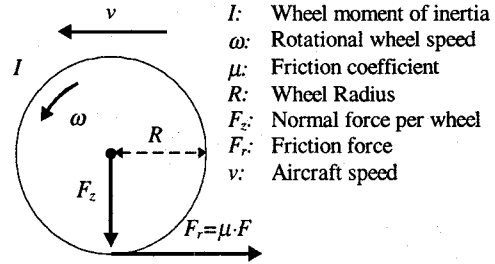 v
I
ω
R
F_z
F_r=μ·F
I: Wheel moment of inertia
ω: Rotational wheel speed
μ: Friction coefficient
R: Wheel Radius
F_z: Normal force per wheel
F_r: Friction force
v: Aircraft speed